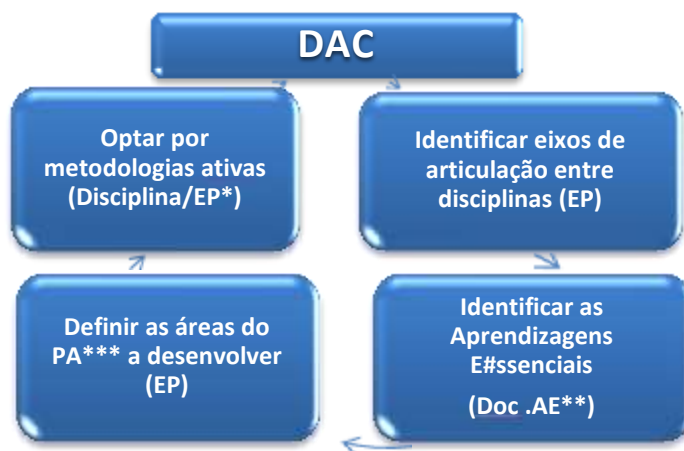 DAC
Optar por
metodologias ativas
(Disciplina/EP*)
Identificar eixos de
articulação entre
disciplinas (EP)
Definir as áreas do
PA*** a desenvolver
(EP)
Identificar as
Aprendizagens
E#ssenciais
(Doc .AE**)